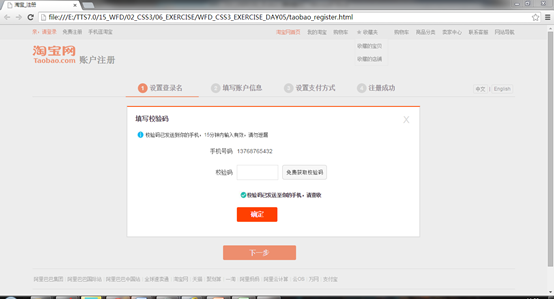 淘宝_注册
file:///E:/TTS7.0/15_WFD/02_CSS3/06_EXERCISE/WFD_CSS3_EXERCISE_DAY05/taobao_register.html
亲，请登录 免费注册 手机逛淘宝 淘宝网首页 我的淘宝 购物车 ★ 收藏夹 购物车 商品分类 卖家中心 联系客服 网站导航
收藏的宝贝
收藏的店铺
淘宝网
Taobao.com 账户注册
1 设置登录名 2 填写账户信息 3 设置支付方式 4 注册成功 中文 | English
填写校验码 X
校验码已发送到你的手机，15分钟内输入有效，请勿泄露
手机号码 13768765432
校验码 免费获取校验码
校验码已发送至你的手机，请查收
确定
下一步
阿里巴巴集团 | 阿里巴巴国际站 | 阿里巴巴中国站 | 全球速卖通 | 淘宝网 | 天猫 | 聚划算 | 一淘 | 阿里妈妈 | 阿里云计算 | 云OS | 万网 | 支付宝